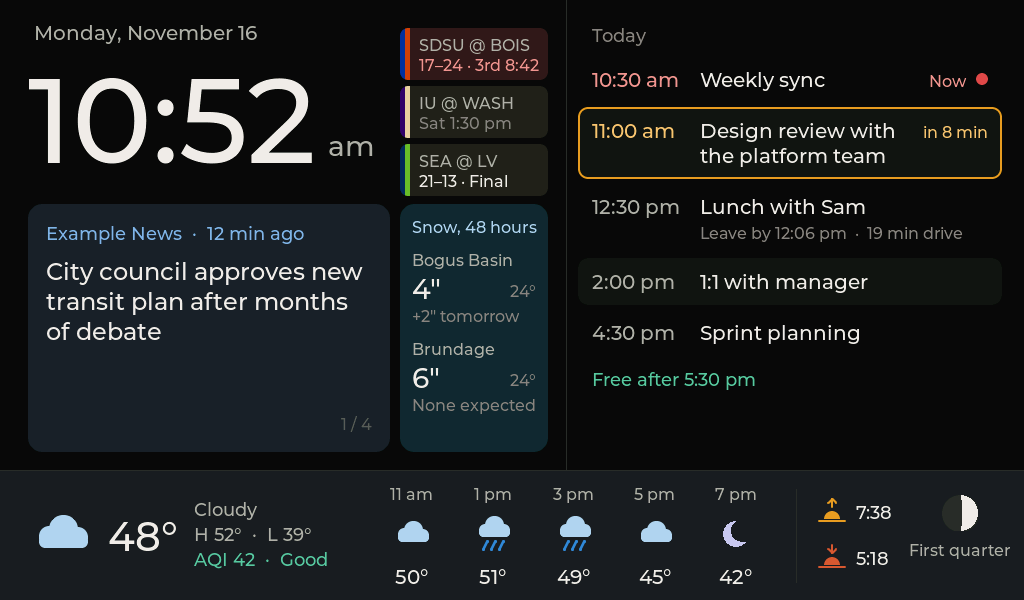 Monday, November 16
10:52 am
SDSU @ BOIS
17–24 · 3rd 8:42
IU @ WASH
Sat 1:30 pm
SEA @ LV
21–13 · Final
Example News · 12 min ago
City council approves new
transit plan after months
of debate
1 / 4
Snow, 48 hours
Bogus Basin
4" 24°
+2" tomorrow
Brundage
6" 24°
None expected
Today
10:30 am Weekly sync Now
11:00 am Design review with in 8 min
the platform team
12:30 pm Lunch with Sam
Leave by 12:06 pm · 19 min drive
2:00 pm 1:1 with manager
4:30 pm Sprint planning
Free after 5:30 pm
48°
Cloudy
H 52° · L 39°
AQI 42 · Good
11 am 1 pm 3 pm 5 pm 7 pm
50° 51° 49° 45° 42°
7:38
5:18
First quarter